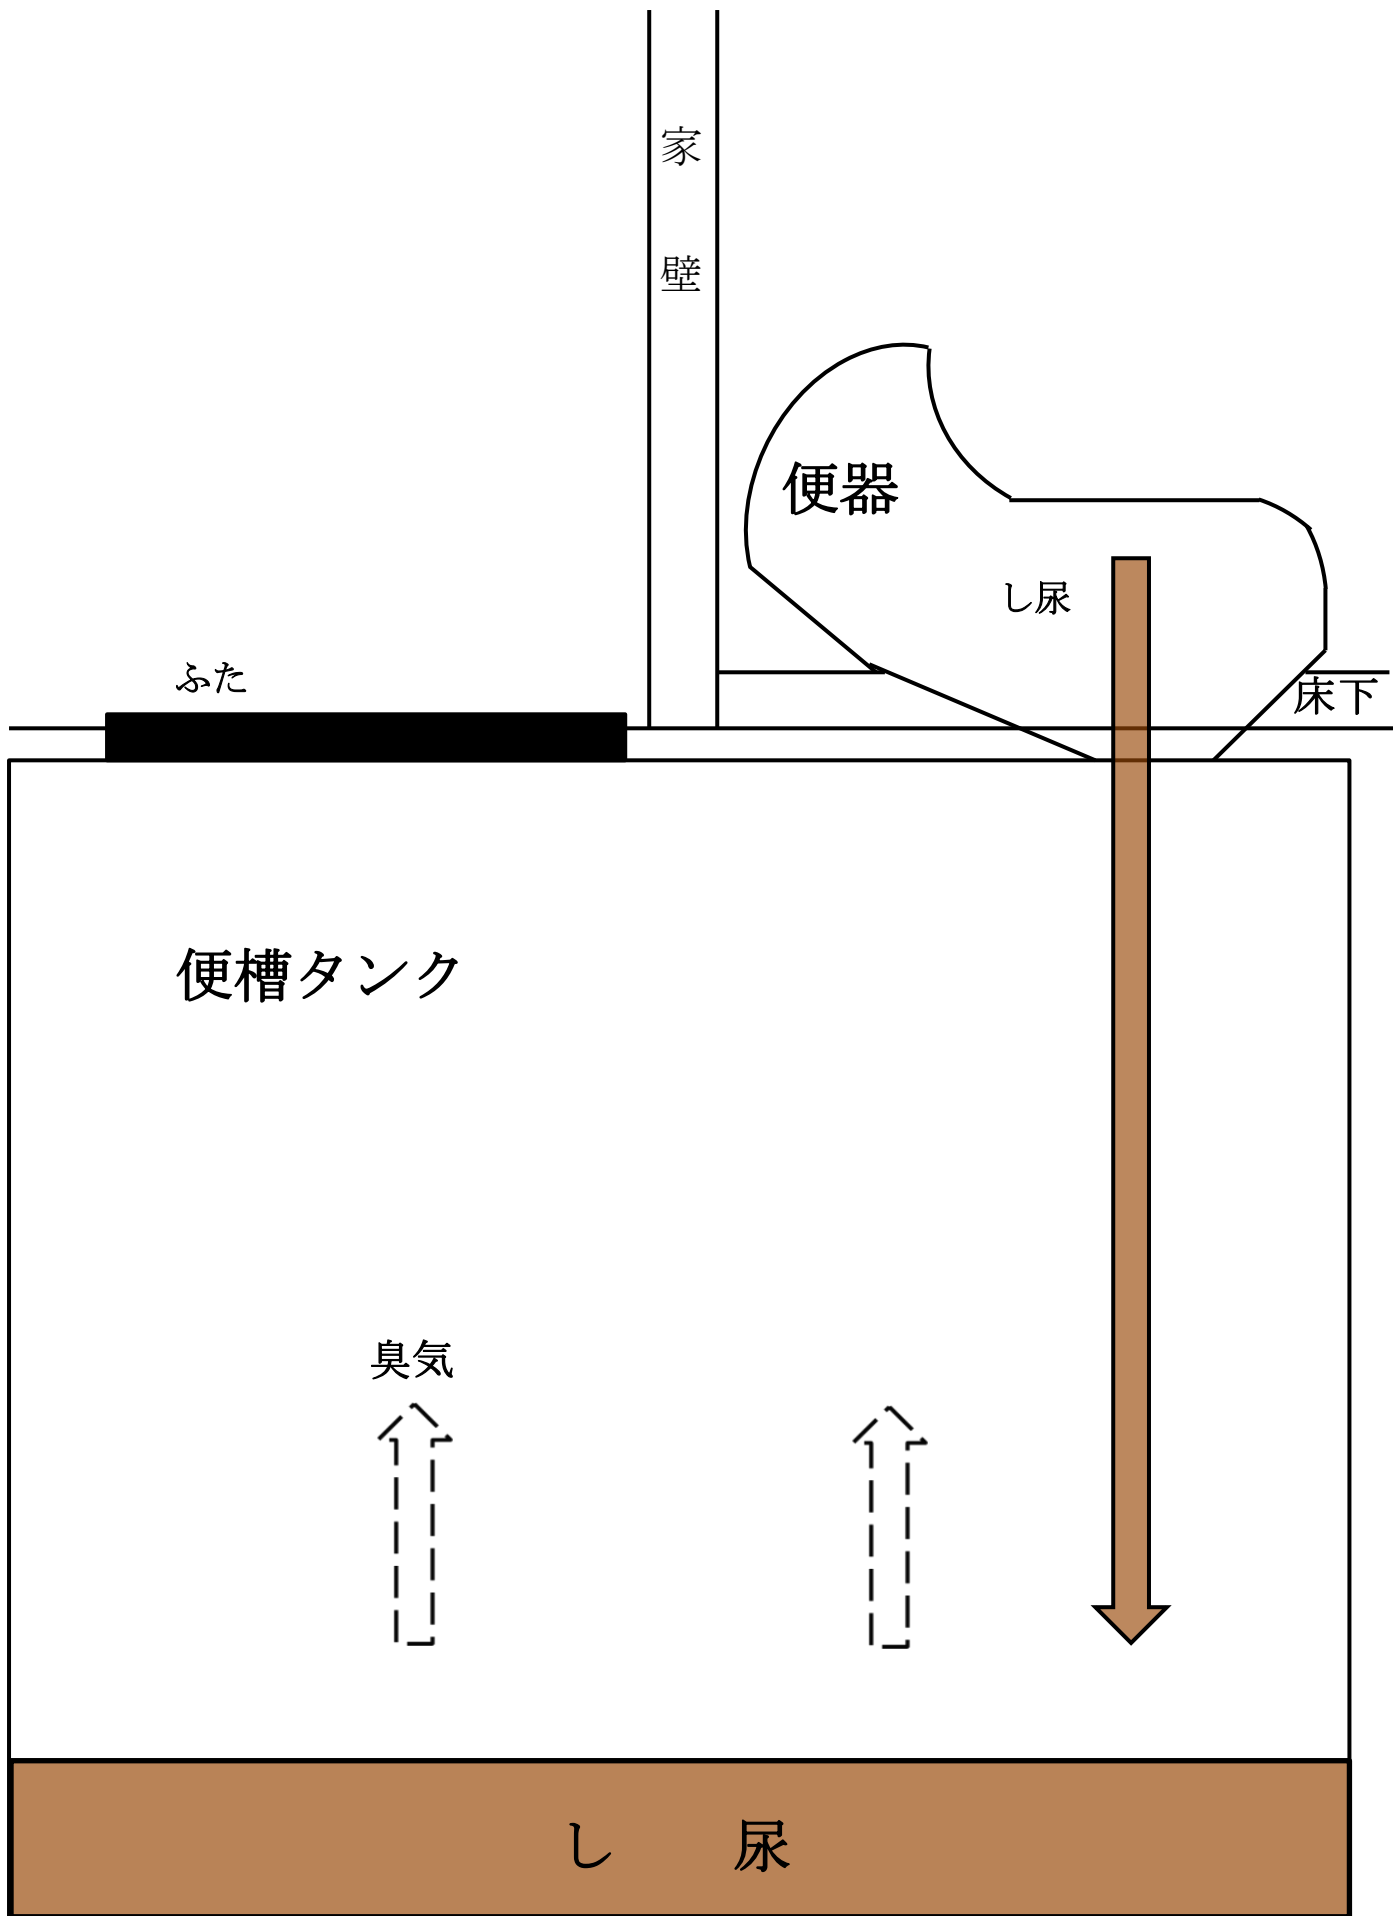 家
壁
便器
し尿
ふた
床下
便槽タンク
臭気
し 尿